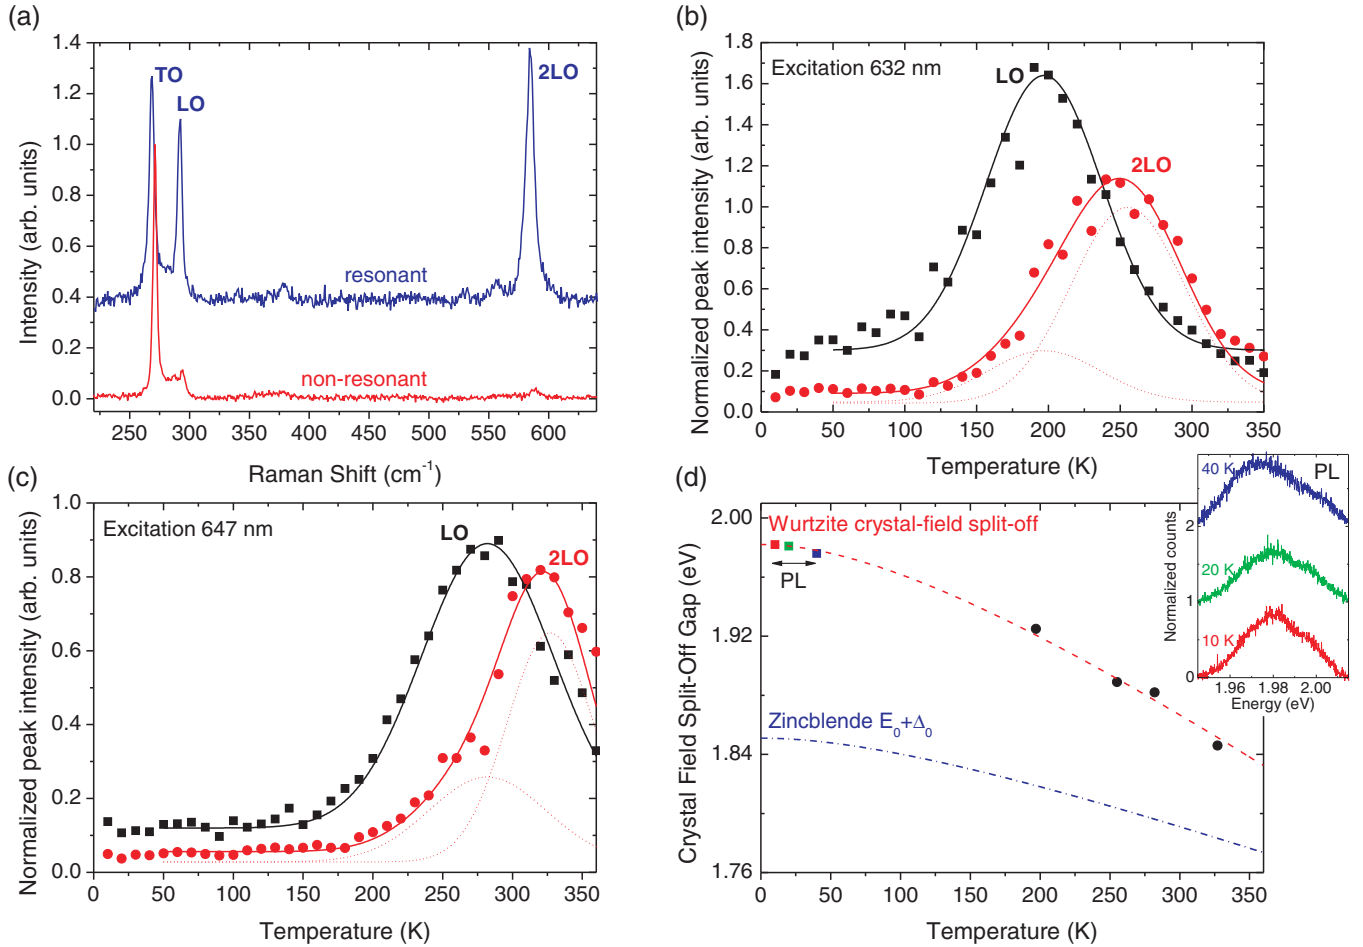 (a)
1.4
1.2
1.0
0.8
0.6
0.4
0.2
0.0
Intensity (arb. units)
TO
LO
2LO
resonant
non-resonant
250 300 350 400 450 500 550 600
Raman Shift (cm⁻¹)
(b)
1.8
1.6
1.4
1.2
1.0
0.8
0.6
0.4
0.2
0.0
Normalized peak intensity (arb. units)
Excitation 632 nm
LO
2LO
0 50 100 150 200 250 300 350
Temperature (K)
(c)
1.0
0.8
0.6
0.4
0.2
0.0
Normalized peak intensity (arb. units)
Excitation 647 nm
LO
2LO
0 50 100 150 200 250 300 350
Temperature (K)
(d)
2.00
1.92
1.84
1.76
Crystal Field Split-Off Gap (eV)
Wurtzite crystal-field split-off
PL
Zincblende E₀+Δ₀
0 50 100 150 200 250 300 350
Temperature (K)
40 K
PL
20 K
10 K
2
1
0
Normalized counts
1.96 1.98 2.00
Energy (eV)